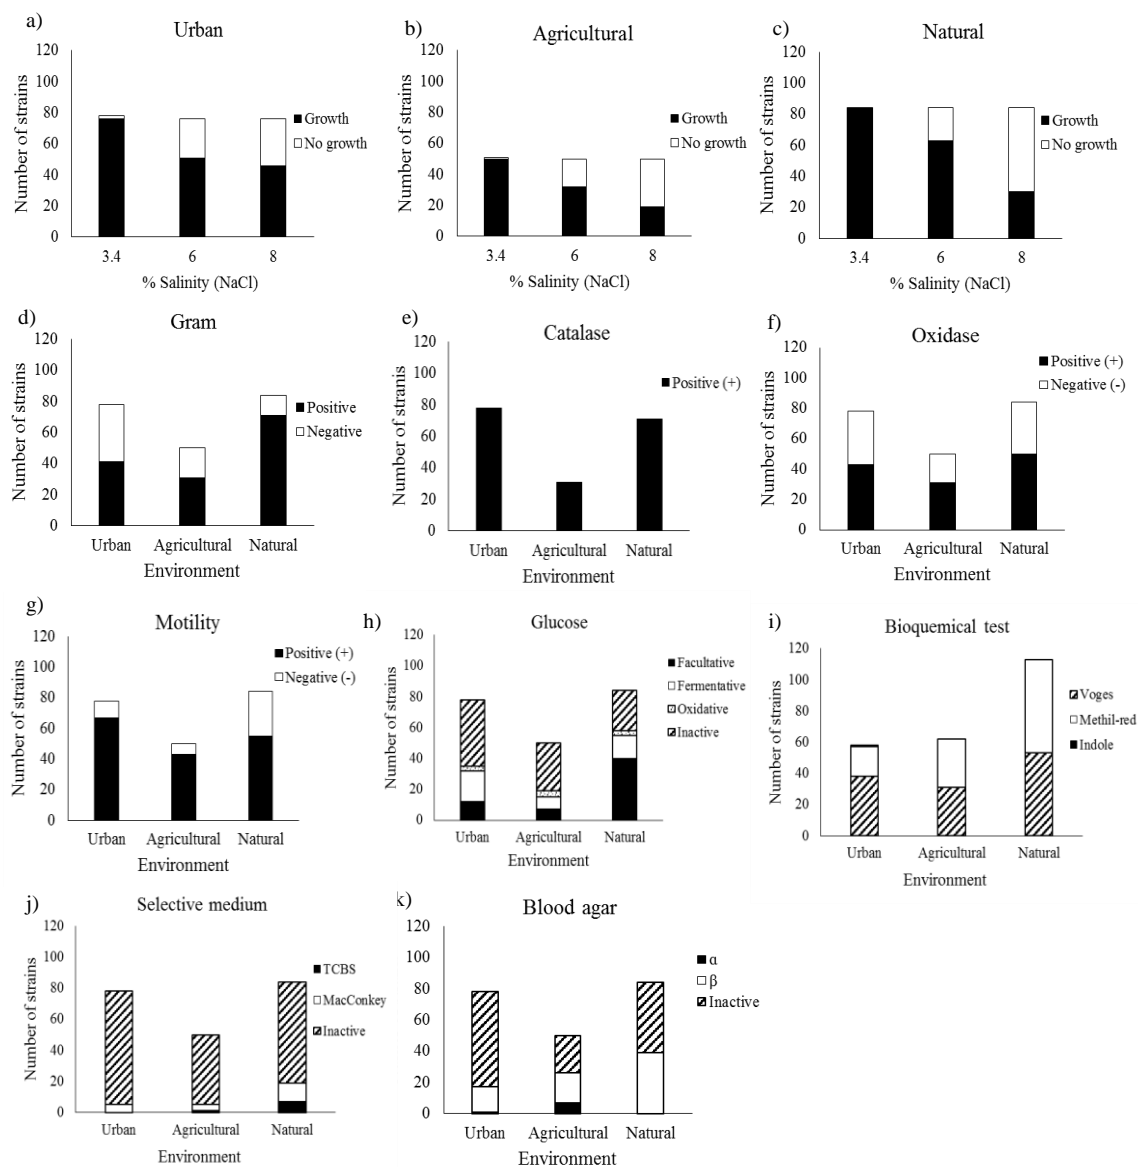 a)
Urban
120
100
80
60
40
20
0
Number of strains
Growth
No growth
3.4 6 8
% Salinity (NaCl)
b)
Agricultural
120
100
80
60
40
20
0
Number of strains
Growth
No growth
3.4 6 8
% Salinity (NaCl)
c)
Natural
120
100
80
60
40
20
0
Number of strains
Growth
No growth
3.4 6 8
% Salinity (NaCl)
d)
Gram
120
100
80
60
40
20
0
Number of strains
Positive
Negative
Urban Agricultural Natural
Environment
e)
Catalase
120
100
80
60
40
20
0
Number of stranis
Positive (+)
Urban Agricultural Natural
Environment
f)
Oxidase
120
100
80
60
40
20
0
Number of strains
Positive (+)
Negative (-)
Urban Agricultural Natural
Environment
g)
Motility
120
100
80
60
40
20
0
Number of strains
Positive (+)
Negative (-)
Urban Agricultural Natural
Environment
h)
Glucose
120
100
80
60
40
20
0
Number of strains
Facultative
Fermentative
Oxidative
Inactive
Urban Agricultural Natural
Environment
i)
Bioquemical test
120
100
80
60
40
20
0
Number of strains
Voges
Methil-red
Indole
Urban Agricultural Natural
Environment
j)
Selective medium
120
100
80
60
40
20
0
Number of strains
TCBS
MacConkey
Inactive
Urban Agricultural Natural
Environment
k)
Blood agar
120
100
80
60
40
20
0
α
β
Inactive
Urban Agricultural Natural
Environment